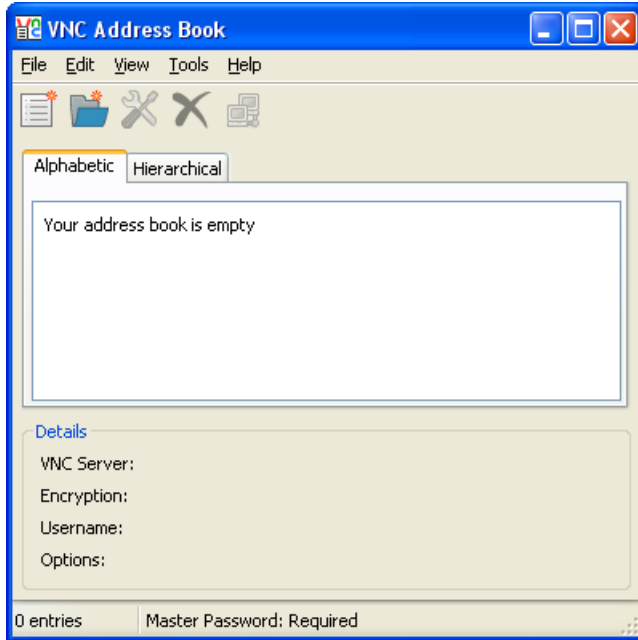 VNC Address Book
File Edit View Tools Help
Alphabetic Hierarchical
Your address book is empty
Details
VNC Server:
Encryption:
Username:
Options:
0 entries Master Password: Required